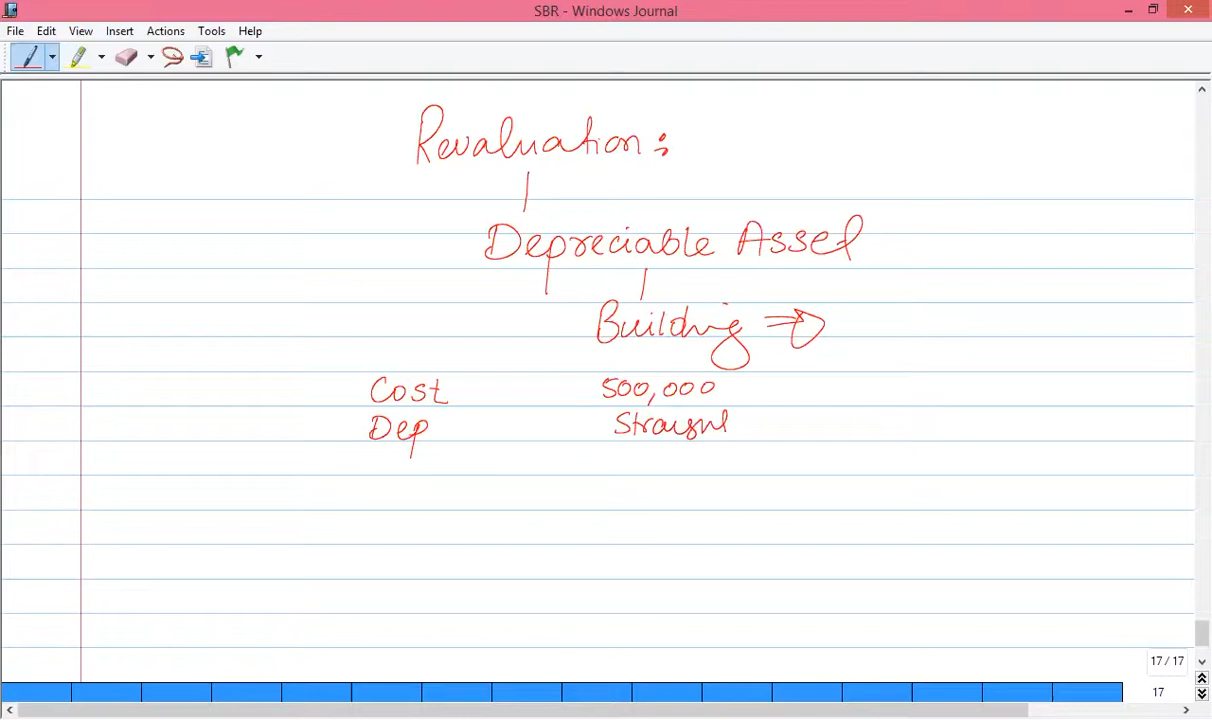 SBR - Windows Journal
File Edit View Insert Actions Tools Help
Revaluation:
Depreciable Asset
Building
Cost 500,000
Dep
17 / 17
17